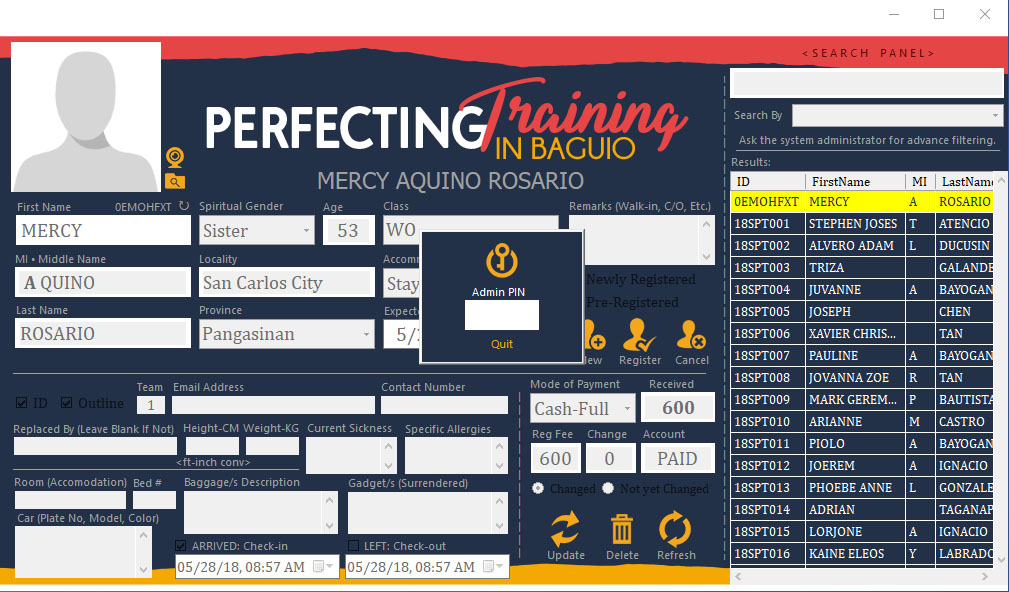 <SEARCH PANEL>
PERFECTING Training
IN BAGUIO
MERCY AQUINO ROSARIO
First Name 0EMOHFXT ↻ Spiritual Gender Age Class Remarks (Walk-in, C/O, Etc.)
MERCY Sister 53 WO
MI • Middle Name Locality Accomm
A QUINO San Carlos City Stay
Newly Registered
Pre-Registered
Last Name Province Expect
ROSARIO Pangasinan 5/
Admin PIN
Quit
New Register Cancel
Team Email Address Contact Number
ID Outline 1
Replaced By (Leave Blank If Not) Height-CM Weight-KG Current Sickness Specific Allergies
<ft-inch conv>
Room (Accomodation) Bed # Baggage/s Description Gadget/s (Surrendered)
Car (Plate No, Model, Color)
ARRIVED: Check-in LEFT: Check-out
05/28/18, 08:57 AM 05/28/18, 08:57 AM
Mode of Payment Received
Cash-Full 600
Reg Fee Change Account
600 0 PAID
Changed Not yet Changed
Update Delete Refresh
Search By
Ask the system administrator for advance filtering.
Results:
ID FirstName MI LastName
0EMOHFXT MERCY A ROSARIO
18SPT001 STEPHEN JOSES T ATENCIO
18SPT002 ALVERO ADAM L DUCUSIN
18SPT003 TRIZA GALANDE
18SPT004 JUVANNE A BAYOGAN
18SPT005 JOSEPH CHEN
18SPT006 XAVIER CHRIS... TAN
18SPT007 PAULINE A BAYOGAN
18SPT008 JOVANNA ZOE R TAN
18SPT009 MARK GEREM... P BAUTISTA
18SPT010 ARIANNE M CASTRO
18SPT011 PIOLO A BAYOGAN
18SPT012 JOEREM A IGNACIO
18SPT013 PHOEBE ANNE L GONZALE
18SPT014 ADRIAN TAGANAP
18SPT015 LORJONE A IGNACIO
18SPT016 KAINE ELEOS Y LABRADO